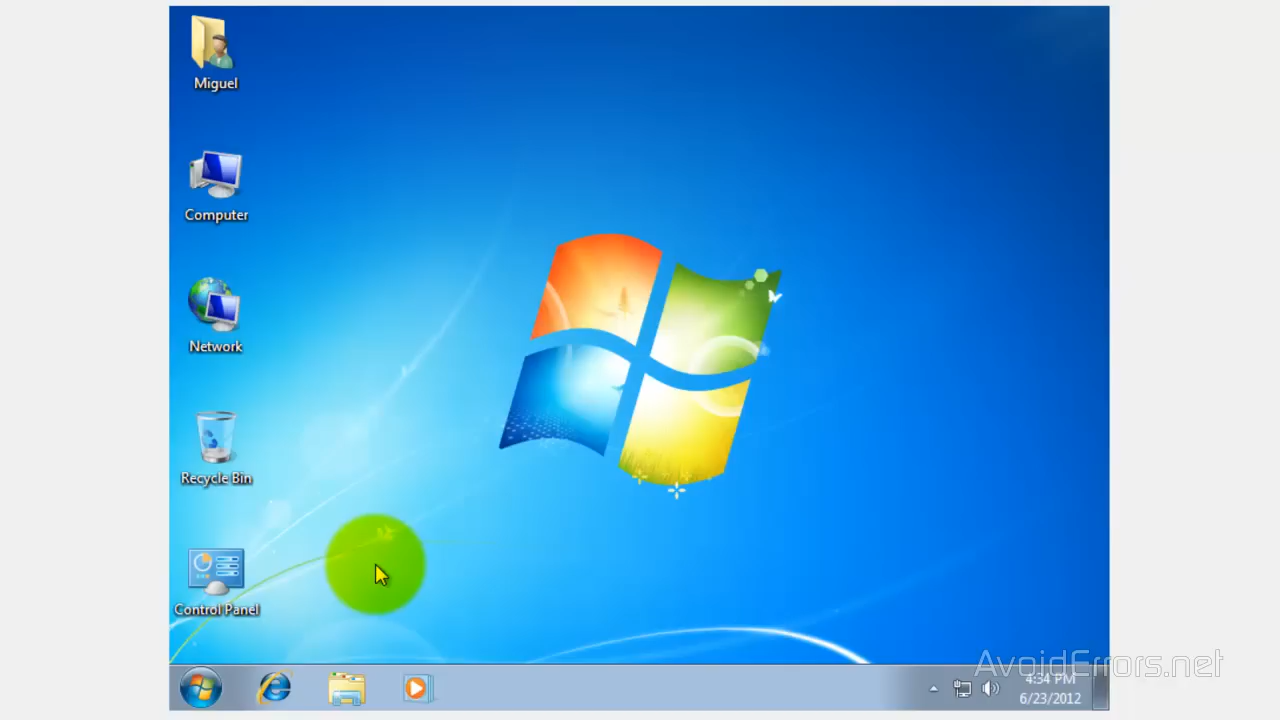 Miguel
Computer
Network
Recycle Bin
Control Panel
AvoidErrors.net
4:34 PM
6/23/2012